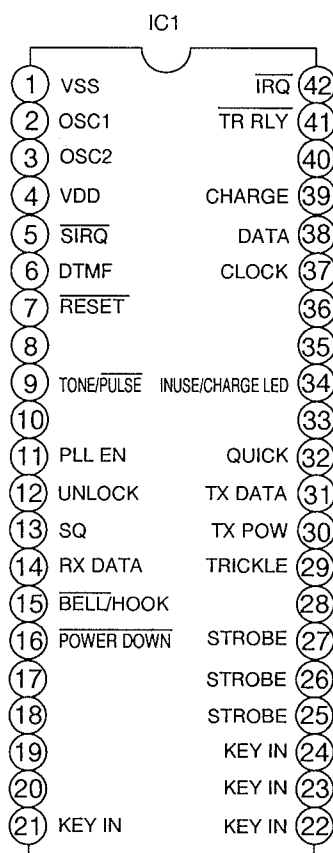 IC1
1 VSS IRQ 42
2 OSC1 TR RLY 41
3 OSC2 40
4 VDD CHARGE 39
5 SIRQ DATA 38
6 DTMF CLOCK 37
7 RESET 36
8 35
9 TONE/PULSE INUSE/CHARGE LED 34
10 33
11 PLL EN QUICK 32
12 UNLOCK TX DATA 31
13 SQ TX POW 30
14 RX DATA TRICKLE 29
15 BELL/HOOK 28
16 POWER DOWN STROBE 27
17 STROBE 26
18 STROBE 25
19 KEY IN 24
20 KEY IN 23
21 KEY IN KEY IN 22